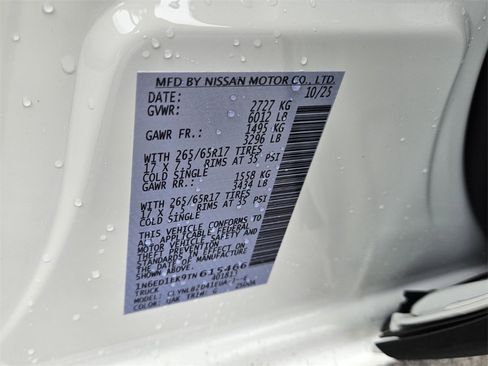 MFD BY NISSAN MOTOR CO., LTD.
DATE: 10/25
GVWR: 2727 KG
6012 LB
GAWR FR.: 1495 KG
3296 LB
WITH 265/65R17 TIRES
17 X 7.5 RIMS AT 35 PSI
COLD SINGLE
GAWR RR.: 1558 KG
3434 LB
WITH 265/65R17 TIRES
17 X 7.5 RIMS AT 35 PSI
COLD SINGLE
THIS VEHICLE CONFORMS TO
ALL APPLICABLE FEDERAL
MOTOR VEHICLE SAFETY AND
THEFT PREVENTION
STANDARDS IN EFFECT ON
THE DATE OF MANUFACTURE
SHOWN ABOVE.
1N6ED1EK9TN615466
TRUCK
MODEL:
COLOR: QAK TRIM: G